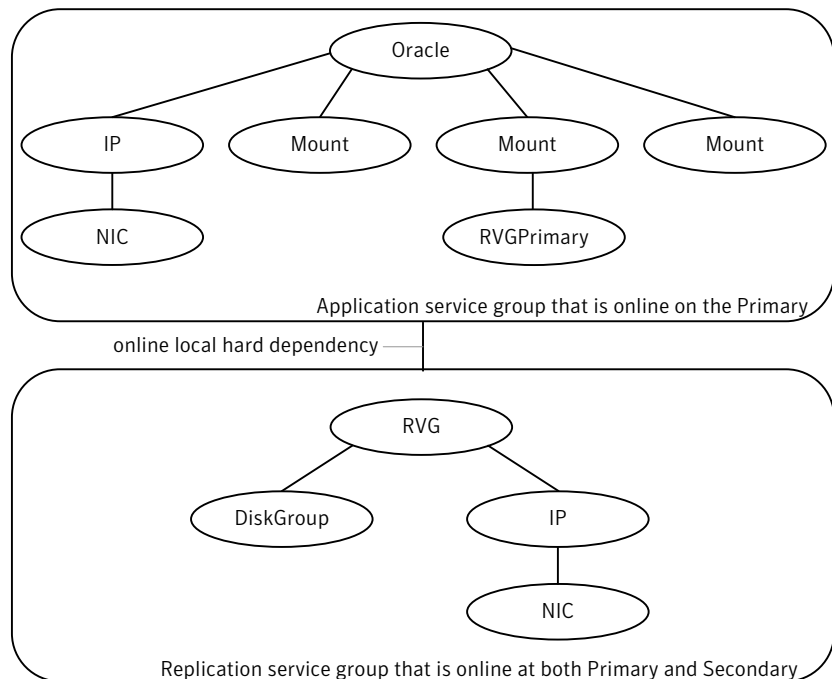 Oracle
IP
Mount
Mount
Mount
NIC
RVGPrimary
Application service group that is online on the Primary
online local hard dependency
RVG
DiskGroup
IP
NIC
Replication service group that is online at both Primary and Secondary